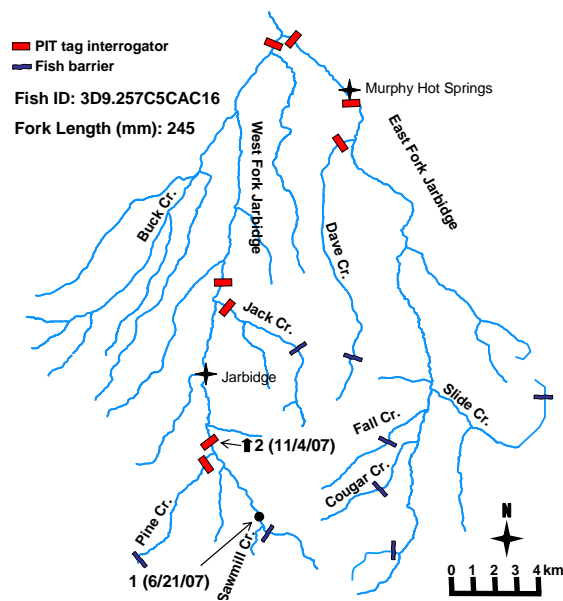 PIT tag interrogator
Fish barrier
Fish ID: 3D9.257C5CAC16
Fork Length (mm): 245
Murphy Hot Springs
West Fork Jarbidge
East Fork Jarbidge
Buck Cr.
Dave Cr.
Jack Cr.
Jarbidge
Slide Cr.
Fall Cr.
2 (11/4/07)
Cougar Cr.
Pine Cr.
1 (6/21/07)
Sawmill Cr.
N
0 1 2 3 4 km